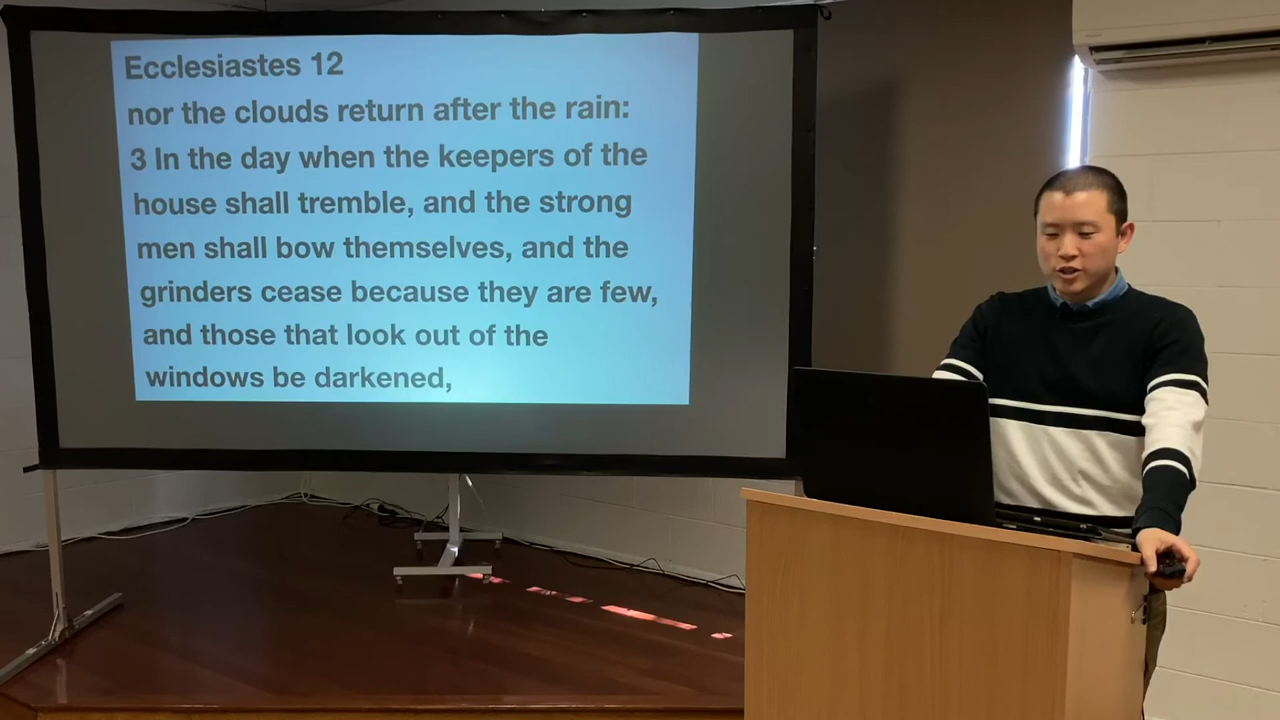 Ecclesiastes 12
nor the clouds return after the rain:
3 In the day when the keepers of the
house shall tremble, and the strong
men shall bow themselves, and the
grinders cease because they are few,
and those that look out of the
windows be darkened,